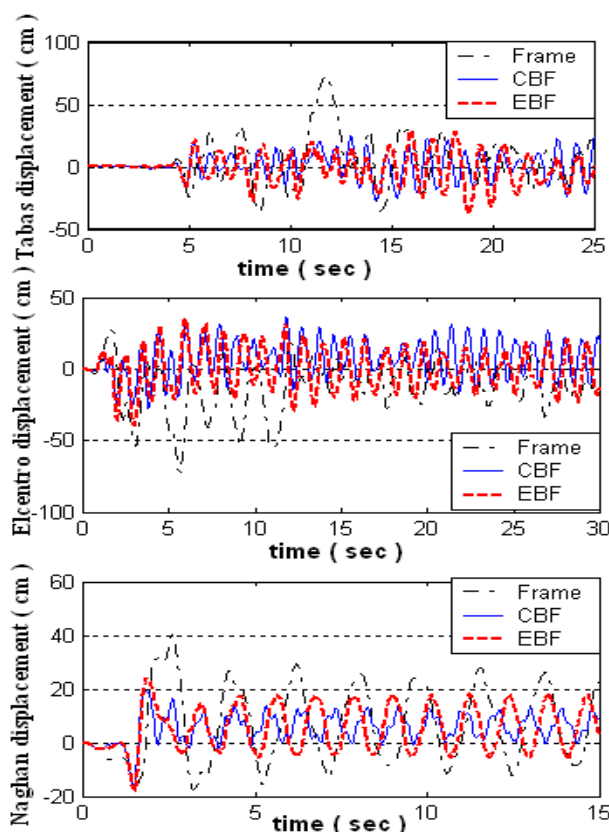 Tabas displacement ( cm )
100
50
0
-50
Frame
CBF
EBF
0 5 10 15 20 25
time ( sec )
Elcentro displacement ( cm )
50
0
-50
-100
Frame
CBF
EBF
0 5 10 15 20 25 30
time ( sec )
Naghan displacement ( cm )
60
40
20
0
-20
Frame
CBF
EBF
0 5 10 15
time ( sec )